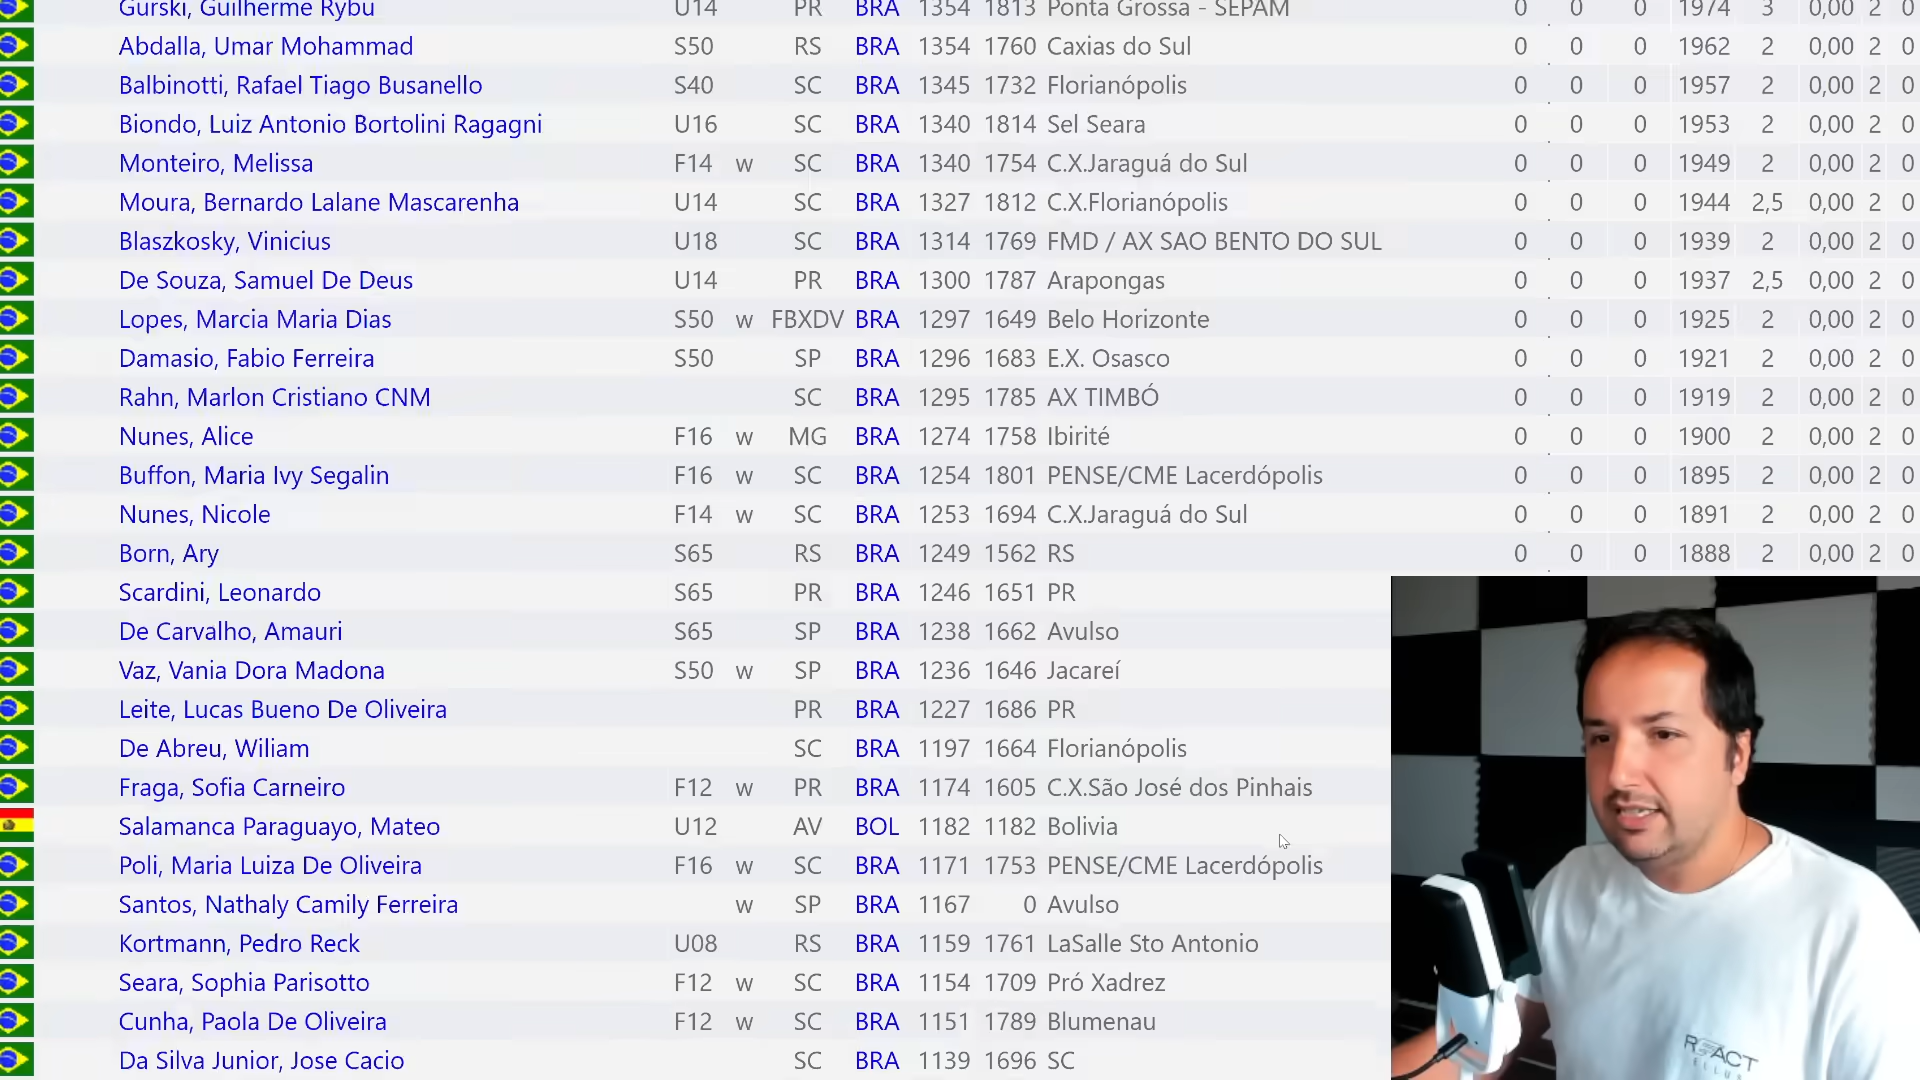 Gurski, Guilherme Rybu U14 PR BRA 1354 1813 Ponta Grossa - SEPAM 0 0 0 1974 3 0,00 2 0
Abdalla, Umar Mohammad S50 RS BRA 1354 1760 Caxias do Sul 0 0 0 1962 2 0,00 2 0
Balbinotti, Rafael Tiago Busanello S40 SC BRA 1345 1732 Florianópolis 0 0 0 1957 2 0,00 2 0
Biondo, Luiz Antonio Bortolini Ragagni U16 SC BRA 1340 1814 Sel Seara 0 0 0 1953 2 0,00 2 0
Monteiro, Melissa F14 w SC BRA 1340 1754 C.X.Jaraguá do Sul 0 0 0 1949 2 0,00 2 0
Moura, Bernardo Lalane Mascarenha U14 SC BRA 1327 1812 C.X.Florianópolis 0 0 0 1944 2,5 0,00 2 0
Blaszkosky, Vinicius U18 SC BRA 1314 1769 FMD / AX SAO BENTO DO SUL 0 0 0 1939 2 0,00 2 0
De Souza, Samuel De Deus U14 PR BRA 1300 1787 Arapongas 0 0 0 1937 2,5 0,00 2 0
Lopes, Marcia Maria Dias S50 w FBXDV BRA 1297 1649 Belo Horizonte 0 0 0 1925 2 0,00 2 0
Damasio, Fabio Ferreira S50 SP BRA 1296 1683 E.X. Osasco 0 0 0 1921 2 0,00 2 0
Rahn, Marlon Cristiano CNM SC BRA 1295 1785 AX TIMBÓ 0 0 0 1919 2 0,00 2 0
Nunes, Alice F16 w MG BRA 1274 1758 Ibirité 0 0 0 1900 2 0,00 2 0
Buffon, Maria Ivy Segalin F16 w SC BRA 1254 1801 PENSE/CME Lacerdópolis 0 0 0 1895 2 0,00 2 0
Nunes, Nicole F14 w SC BRA 1253 1694 C.X.Jaraguá do Sul 0 0 0 1891 2 0,00 2 0
Born, Ary S65 RS BRA 1249 1562 RS 0 0 0 1888 2 0,00 2 0
Scardini, Leonardo S65 PR BRA 1246 1651 PR
De Carvalho, Amauri S65 SP BRA 1238 1662 Avulso
Vaz, Vania Dora Madona S50 w SP BRA 1236 1646 Jacareí
Leite, Lucas Bueno De Oliveira PR BRA 1227 1686 PR
De Abreu, Wiliam SC BRA 1197 1664 Florianópolis
Fraga, Sofia Carneiro F12 w PR BRA 1174 1605 C.X.São José dos Pinhais
Salamanca Paraguayo, Mateo U12 AV BOL 1182 1182 Bolivia
Poli, Maria Luiza De Oliveira F16 w SC BRA 1171 1753 PENSE/CME Lacerdópolis
Santos, Nathaly Camily Ferreira w SP BRA 1167 0 Avulso
Kortmann, Pedro Reck U08 RS BRA 1159 1761 LaSalle Sto Antonio
Seara, Sophia Parisotto F12 w SC BRA 1154 1709 Pró Xadrez
Cunha, Paola De Oliveira F12 w SC BRA 1151 1789 Blumenau
Da Silva Junior, Jose Cacio SC BRA 1139 1696 SC
REACT